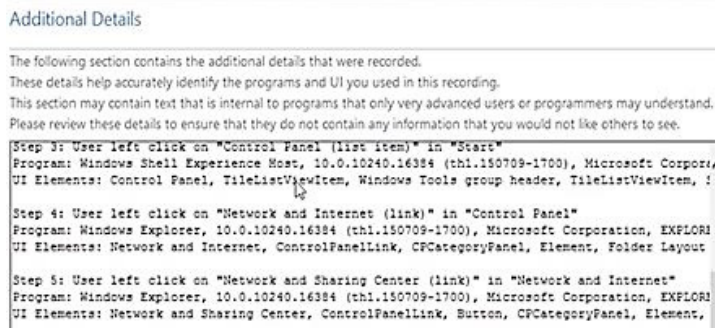 Additional Details
The following section contains the additional details that were recorded.
These details help accurately identify the programs and UI you used in this recording.
This section may contain text that is internal to programs that only very advanced users or programmers may understand.
Please review these details to ensure that they do not contain any information that you would not like others to see.
Step 3: User left click on "Control Panel (list item)" in "Start"
Program: Windows Shell Experience Host, 10.0.10240.16384 (th1.150709-1700), Microsoft
UI Elements: Control Panel, TileListViewItem, Windows Tools group header, TileListViewItem,
Step 4: User left click on "Network and Internet (link)" in "Control Panel"
Program: Windows Explorer, 10.0.10240.16384 (th1.150709-1700), Microsoft Corporation,
UI Elements: Network and Internet, ControlPanelLink, CPCategoryPanel, Element, Folder Layout
Step 5: User left click on "Network and Sharing Center (link)" in "Network and Internet"
Program: Windows Explorer, 10.0.10240.16384 (th1.150709-1700), Microsoft Corporation,
UI Elements: Network and Sharing Center, ControlPanelLink, Button, CPCategoryPanel, Element,